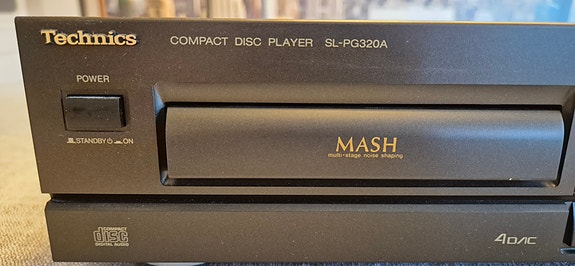 Technics
COMPACT DISC PLAYER SL-PG320A
POWER
STANDBY ON
MASH
multi-stage noise shaping
COMPACT
disc
DIGITAL AUDIO
4DAC